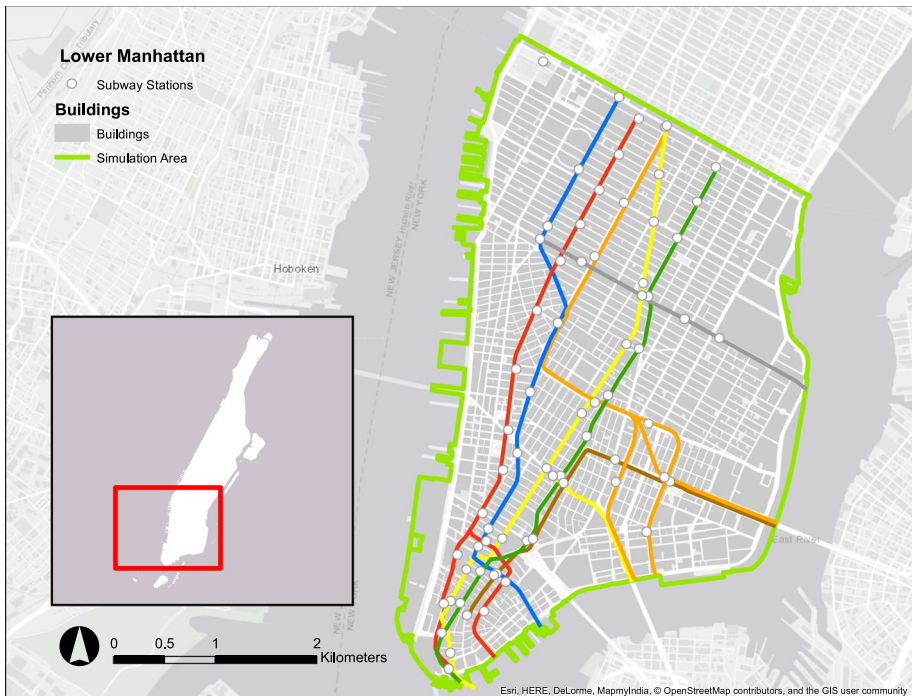 Lower Manhattan
Subway Stations
Buildings
Buildings
Simulation Area
Hoboken
NEW JERSEY
NEW YORK
Hudson River
East River
0 0.5 1 2
Kilometers
Esri, HERE, DeLorme, MapmyIndia, © OpenStreetMap contributors, and the GIS user community